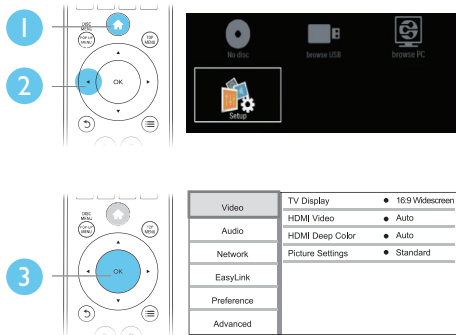 1
DISC
MENU
POP-UP
MENU
TOP
MENU
2
OK
No disc
browse USB
browse PC
Setup
DISC
MENU
POP-UP
MENU
TOP
MENU
3
OK
Video
Audio
Network
EasyLink
Preference
Advanced
TV Display ● 16:9 Widescreen
HDMI Video ● Auto
HDMI Deep Color ● Auto
Picture Settings ● Standard